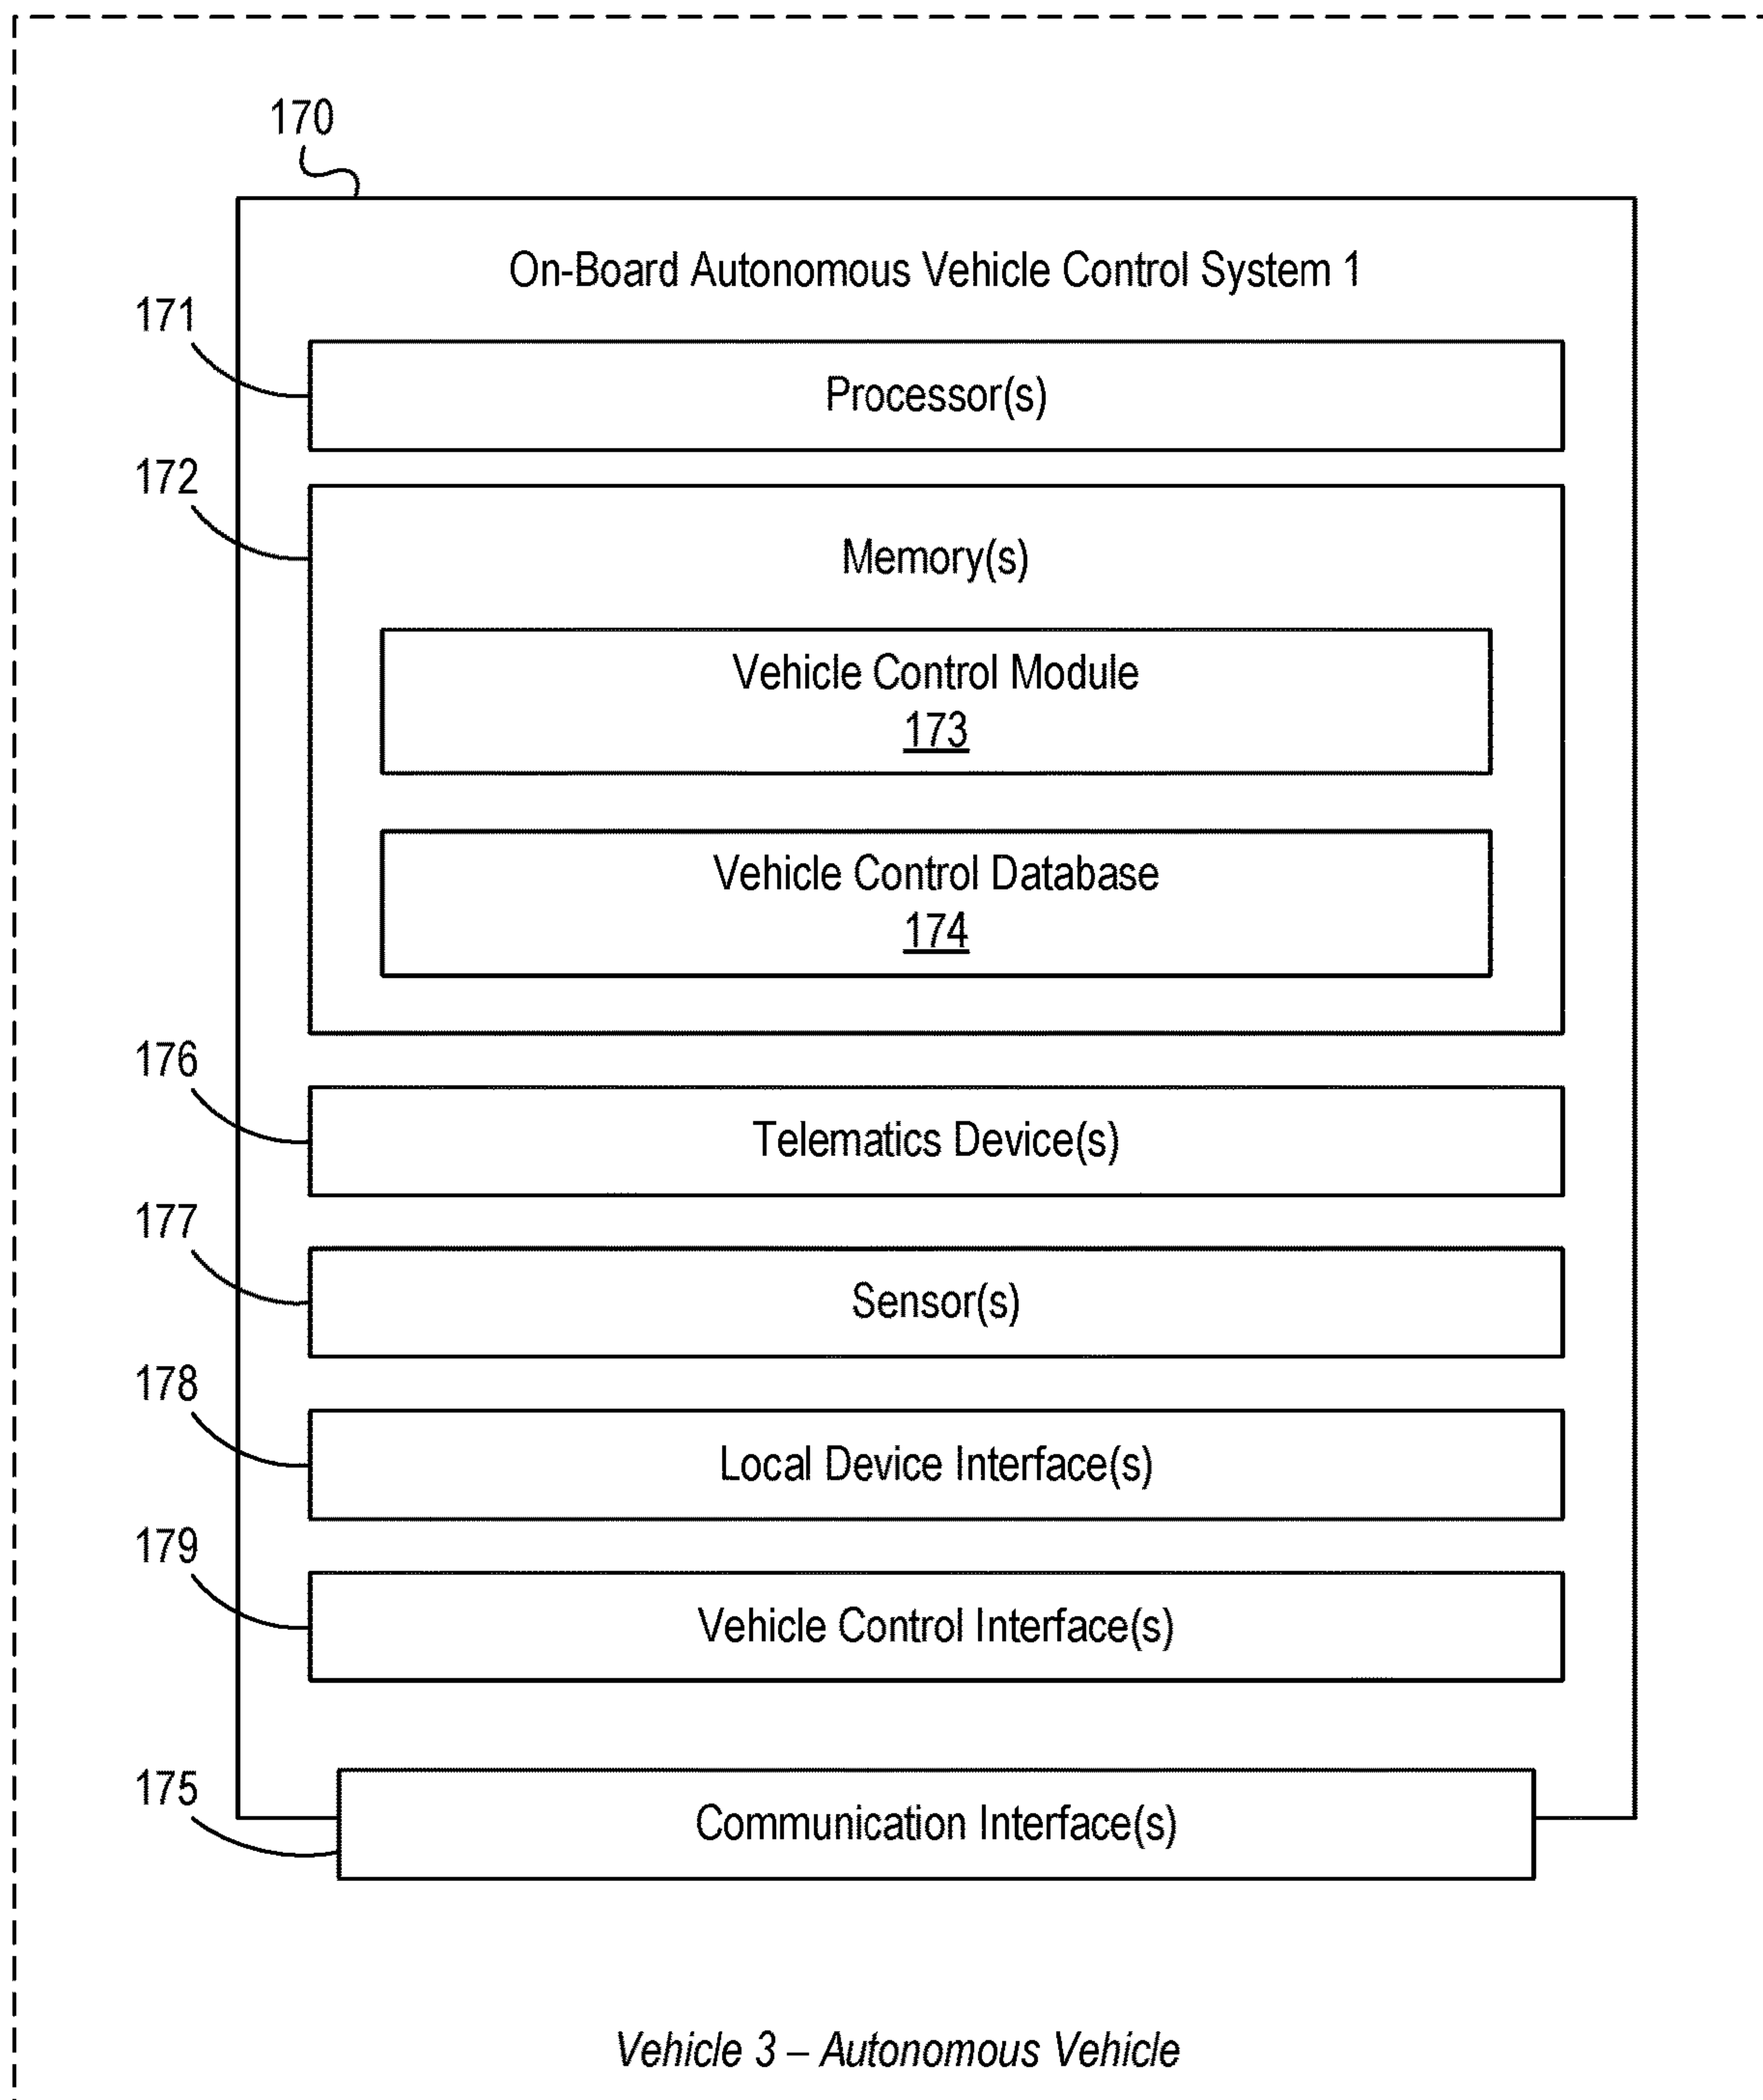 170
On-Board Autonomous Vehicle Control System 1
171
Processor(s)
172
Memory(s)
Vehicle Control Module
173
Vehicle Control Database
174
176
Telematics Device(s)
177
Sensor(s)
178
Local Device Interface(s)
179
Vehicle Control Interface(s)
175
Communication Interface(s)
Vehicle 3 – Autonomous Vehicle